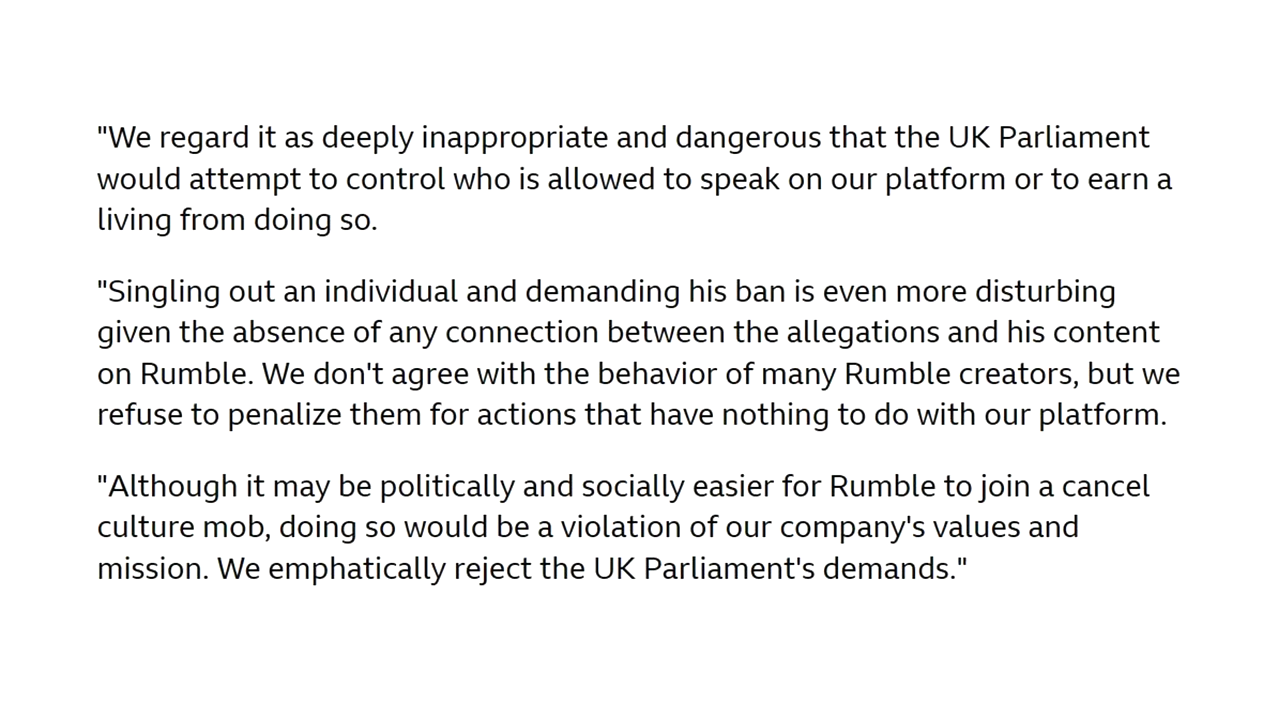 "We regard it as deeply inappropriate and dangerous that the UK Parliament
would attempt to control who is allowed to speak on our platform or to earn a
living from doing so.
"Singling out an individual and demanding his ban is even more disturbing
given the absence of any connection between the allegations and his content
on Rumble. We don't agree with the behavior of many Rumble creators, but we
refuse to penalize them for actions that have nothing to do with our platform.
"Although it may be politically and socially easier for Rumble to join a cancel
culture mob, doing so would be a violation of our company's values and
mission. We emphatically reject the UK Parliament's demands."